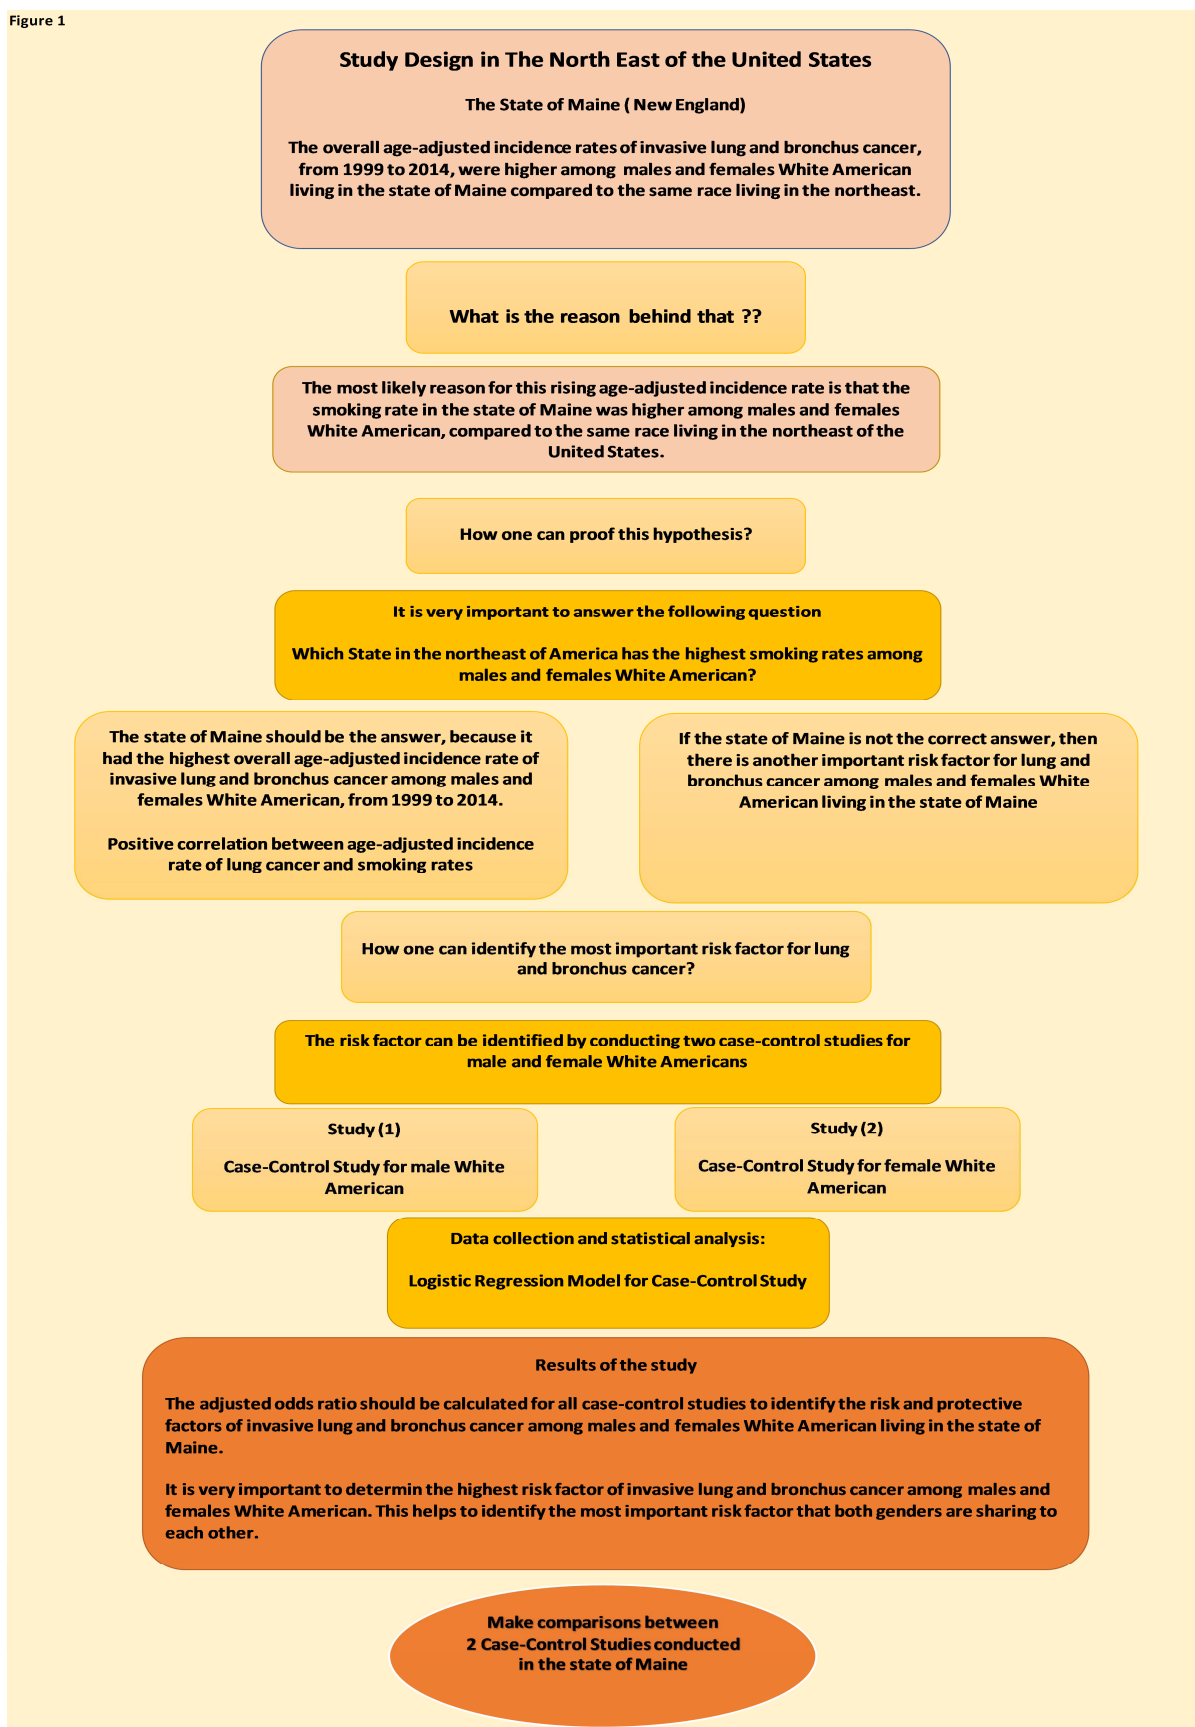 Figure 1
Study Design in The North East of the United States
The State of Maine ( New England)
The overall age-adjusted incidence rates of invasive lung and bronchus cancer,
from 1999 to 2014, were higher among males and females White American
living in the state of Maine compared to the same race living in the northeast.
What is the reason behind that ??
The most likely reason for this rising age-adjusted incidence rate is that the
smoking rate in the state of Maine was higher among males and females
White American, compared to the same race living in the northeast of the
United States.
How one can proof this hypothesis?
It is very important to answer the following question
Which State in the northeast of America has the highest smoking rates among
males and females White American?
The state of Maine should be the answer, because it
had the highest overall age-adjusted incidence rate of
invasive lung and bronchus cancer among males and
females White American, from 1999 to 2014.
Positive correlation between age-adjusted incidence
rate of lung cancer and smoking rates
If the state of Maine is not the correct answer, then
there is another important risk factor for lung and
bronchus cancer among males and females White
American living in the state of Maine
How one can identify the most important risk factor for lung
and bronchus cancer?
The risk factor can be identified by conducting two case-control studies for
male and female White Americans
Study (1)
Case-Control Study for male White
American
Study (2)
Case-Control Study for female White
American
Data collection and statistical analysis:
Logistic Regression Model for Case-Control Study
Results of the study
The adjusted odds ratio should be calculated for all case-control studies to identify the risk and protective
factors of invasive lung and bronchus cancer among males and females White American living in the state of
Maine.
It is very important to determin the highest risk factor of invasive lung and bronchus cancer among males and
females White American. This helps to identify the most important risk factor that both genders are sharing to
each other.
Make comparisons between
2 Case-Control Studies conducted
in the state of Maine